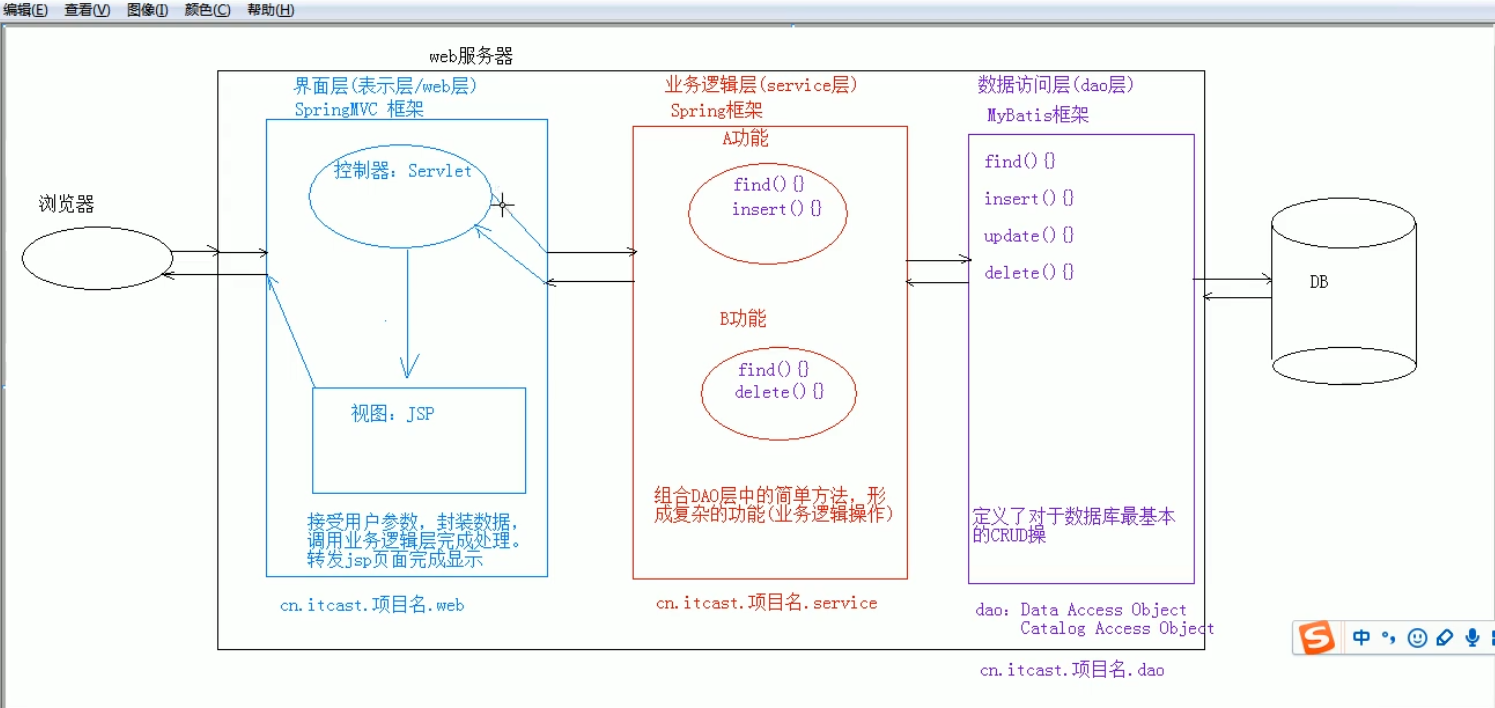 编辑(E) 查看(V) 图像(I) 颜色(C) 帮助(H)
web服务器
界面层(表示层/web层)
SpringMVC 框架
控制器：Servlet
视图：JSP
接受用户参数，封装数据，
调用业务逻辑层完成处理。
转发jsp页面完成显示
cn.itcast.项目名.web
浏览器
业务逻辑层(service层)
Spring框架
A功能
find(){}
insert(){}
B功能
find(){}
delete(){}
组合DAO层中的简单方法，形
成复杂的功能(业务逻辑操作)
cn.itcast.项目名.service
数据访问层(dao层)
MyBatis框架
find(){}
insert(){}
update(){}
delete(){}
定义了对于数据库最基本
的CRUD操
dao：Data Access Object
Catalog Access Object
cn.itcast.项目名.dao
DB
S 中